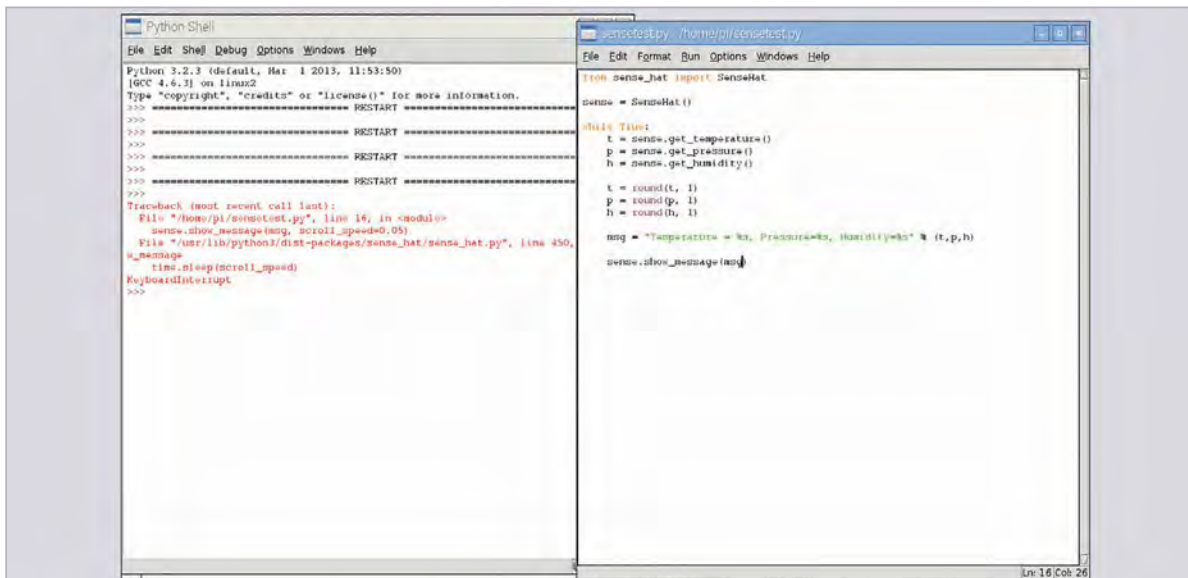 Python Shell
File Edit Shell Debug Options Windows Help
Python 3.2.3 (default, Mar 1 2013, 11:53:50)
[GCC 4.6.3] on linux2
Type "copyright", "credits" or "license()" for more information.
>>> ================================ RESTART ================================
>>>
>>> ================================ RESTART ================================
>>>
>>> ================================ RESTART ================================
>>>
>>> ================================ RESTART ================================
>>>
Traceback (most recent call last):
File "/home/pi/sensetest.py", line 16, in <module>
sense.show_message(msg, scroll_speed=0.05)
File "/usr/lib/python3/dist-packages/sense_hat/sense_hat.py", line 450,
w_message
time.sleep(scroll_speed)
KeyboardInterrupt
>>>
sensetest.py - /home/pi/sensetest.py
File Edit Format Run Options Windows Help
from sense_hat import SenseHat
sense = SenseHat()
while True:
t = sense.get_temperature()
p = sense.get_pressure()
h = sense.get_humidity()
t = round(t, 1)
p = round(p, 1)
h = round(h, 1)
msg = "Temperature = %s, Pressure=%s, Humidity=%s" % (t,p,h)
sense.show_message(msg)
Ln: 16 Col: 26